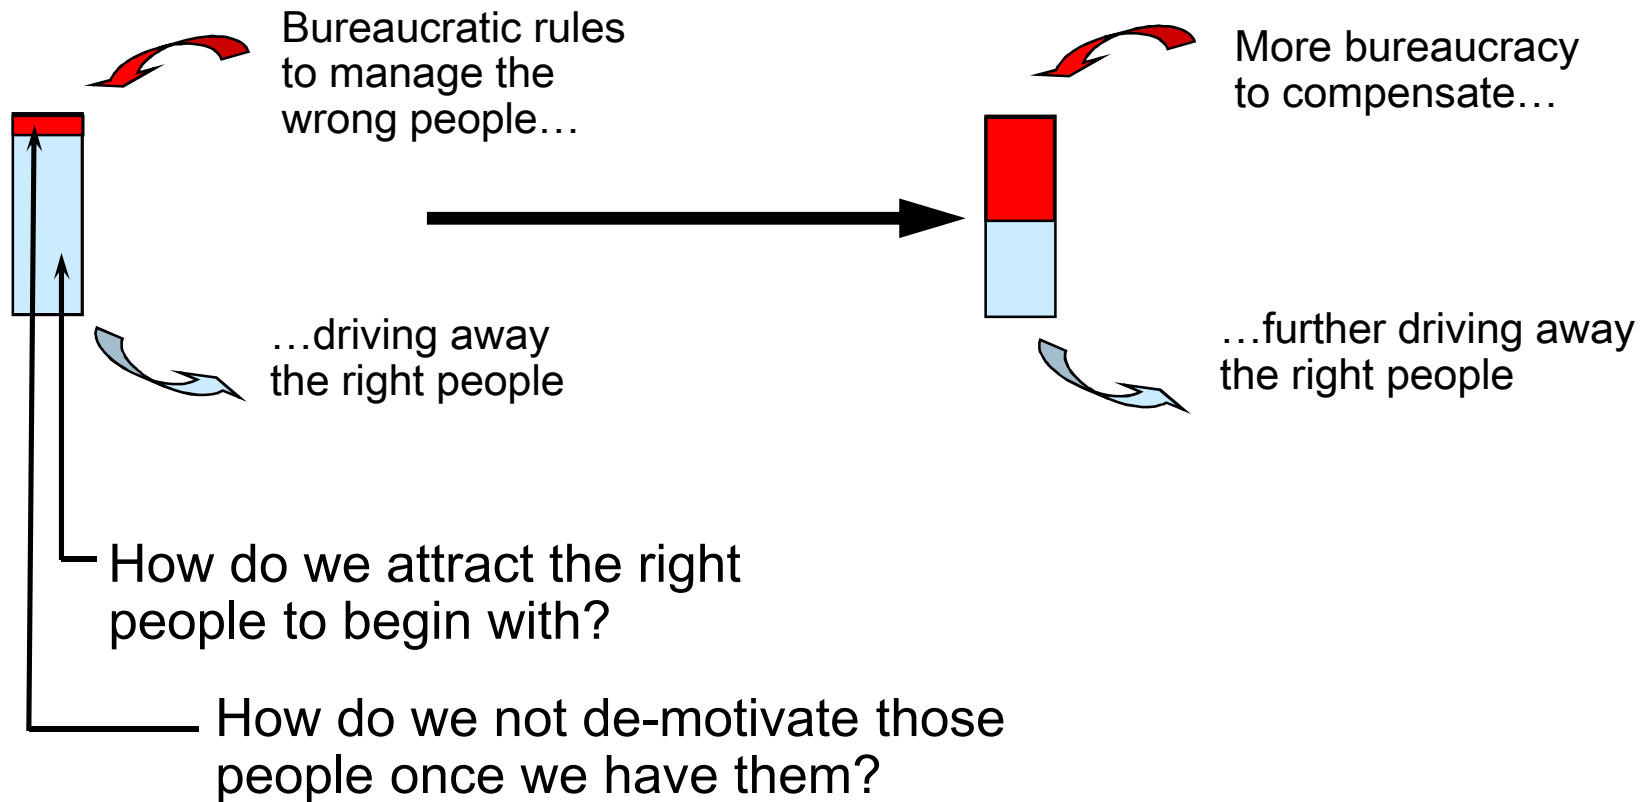 Bureaucratic rules
to manage the
wrong people…
…driving away
the right people
More bureaucracy
to compensate…
…further driving away
the right people
How do we attract the right
people to begin with?
How do we not de-motivate those
people once we have them?